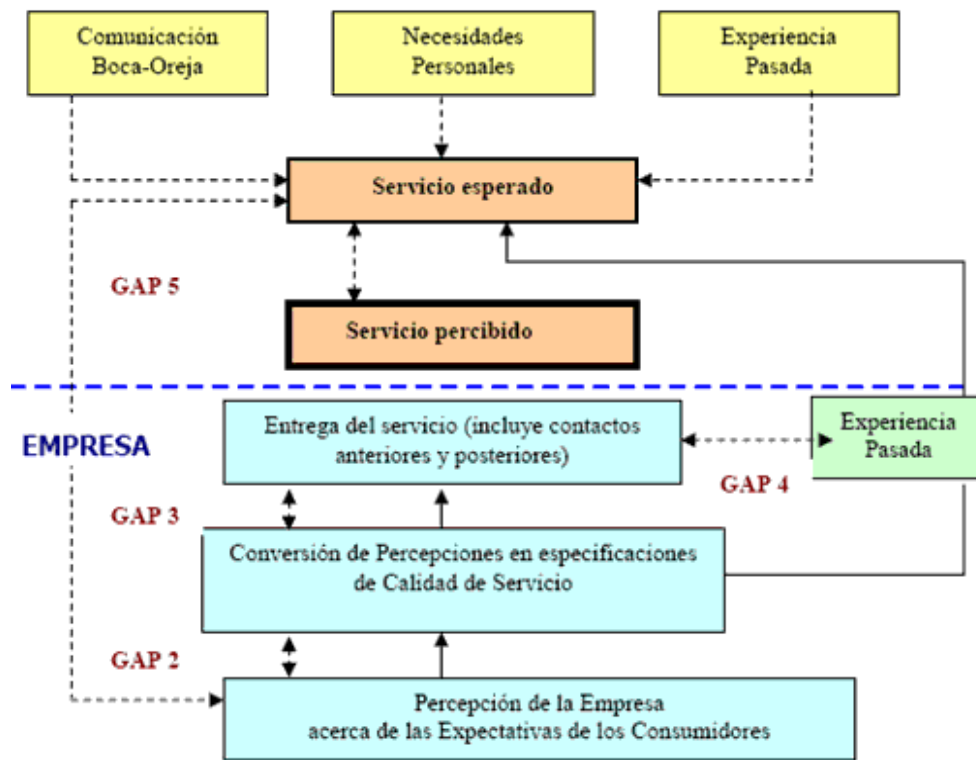 Comunicación
Boca-Oreja
Necesidades
Personales
Experiencia
Pasada
Servicio esperado
GAP 5
Servicio percibido
EMPRESA
Entrega del servicio (incluye contactos
anteriores y posteriores)
Experiencia
Pasada
GAP 4
GAP 3
Conversión de Percepciones en especificaciones
de Calidad de Servicio
GAP 2
Percepción de la Empresa
acerca de las Expectativas de los Consumidores